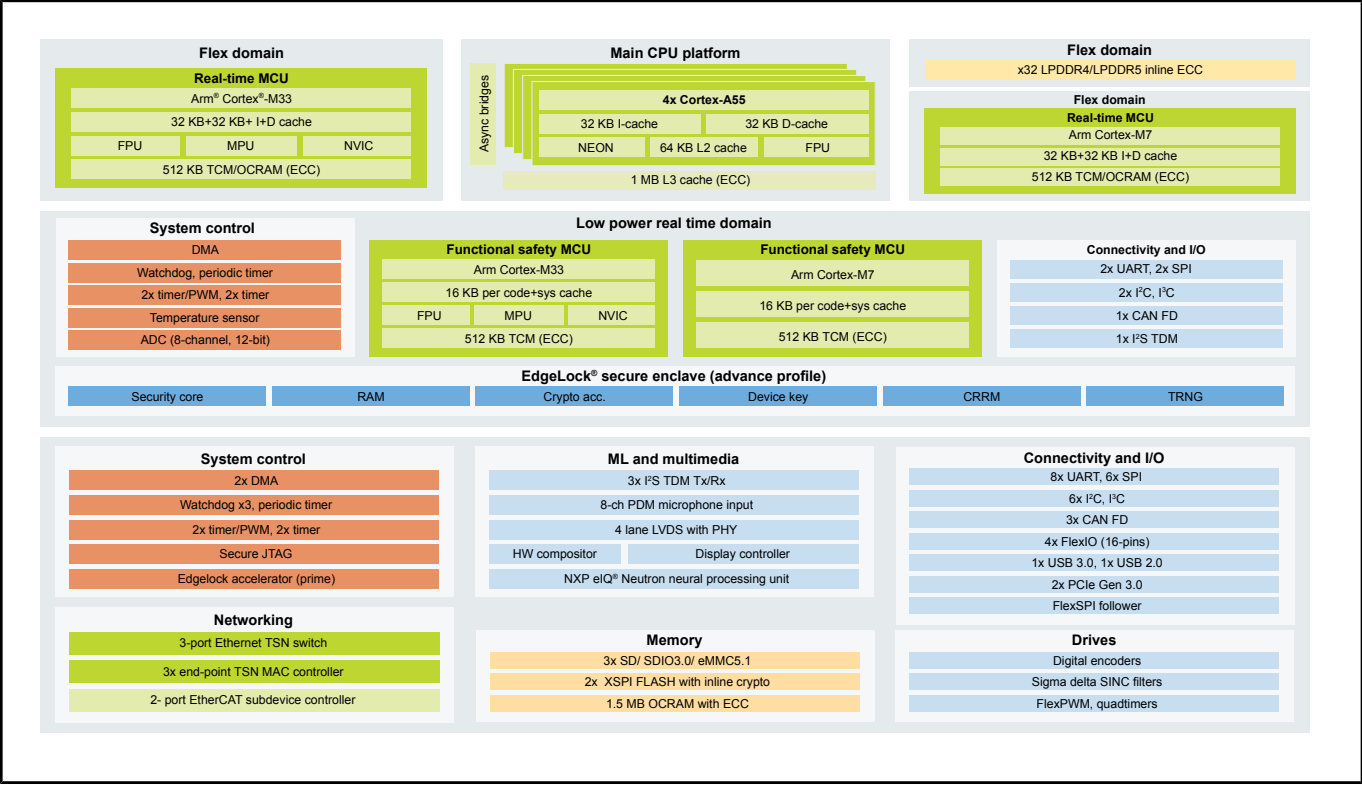 Flex domain
Real-time MCU
Arm® Cortex®-M33
32 KB+32 KB+ I+D cache
FPU
MPU
NVIC
512 KB TCM/OCRAM (ECC)
Main CPU platform
Async bridges
4x Cortex-A55
32 KB I-cache
32 KB D-cache
NEON
64 KB L2 cache
FPU
1 MB L3 cache (ECC)
Flex domain
x32 LPDDR4/LPDDR5 inline ECC
Flex domain
Real-time MCU
Arm Cortex-M7
32 KB+32 KB I+D cache
512 KB TCM/OCRAM (ECC)
Low power real time domain
System control
DMA
Watchdog, periodic timer
2x timer/PWM, 2x timer
Temperature sensor
ADC (8-channel, 12-bit)
Functional safety MCU
Arm Cortex-M33
16 KB per code+sys cache
FPU
MPU
NVIC
512 KB TCM (ECC)
Functional safety MCU
Arm Cortex-M7
16 KB per code+sys cache
512 KB TCM (ECC)
Connectivity and I/O
2x UART, 2x SPI
2x I²C, I³C
1x CAN FD
1x I²S TDM
EdgeLock® secure enclave (advance profile)
Security core
RAM
Crypto acc.
Device key
CRRM
TRNG
System control
2x DMA
Watchdog x3, periodic timer
2x timer/PWM, 2x timer
Secure JTAG
Edgelock accelerator (prime)
ML and multimedia
3x I²S TDM Tx/Rx
8-ch PDM microphone input
4 lane LVDS with PHY
HW compositor
Display controller
NXP eIQ® Neutron neural processing unit
Connectivity and I/O
8x UART, 6x SPI
6x I²C, I³C
3x CAN FD
4x FlexIO (16-pins)
1x USB 3.0, 1x USB 2.0
2x PCIe Gen 3.0
FlexSPI follower
Networking
3-port Ethernet TSN switch
3x end-point TSN MAC controller
2- port EtherCAT subdevice controller
Memory
3x SD/ SDIO3.0/ eMMC5.1
2x  XSPI FLASH with inline crypto
1.5 MB OCRAM with ECC
Drives
Digital encoders
Sigma delta SINC filters
FlexPWM, quadtimers